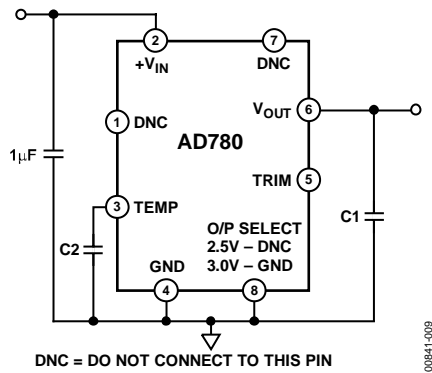 2
7
+VIN
DNC
1
DNC
VOUT
6
AD780
1µF
TRIM
5
3
TEMP
C1
O/P SELECT
2.5V – DNC
3.0V – GND
C2
GND
4
8
DNC = DO NOT CONNECT TO THIS PIN
00841-009